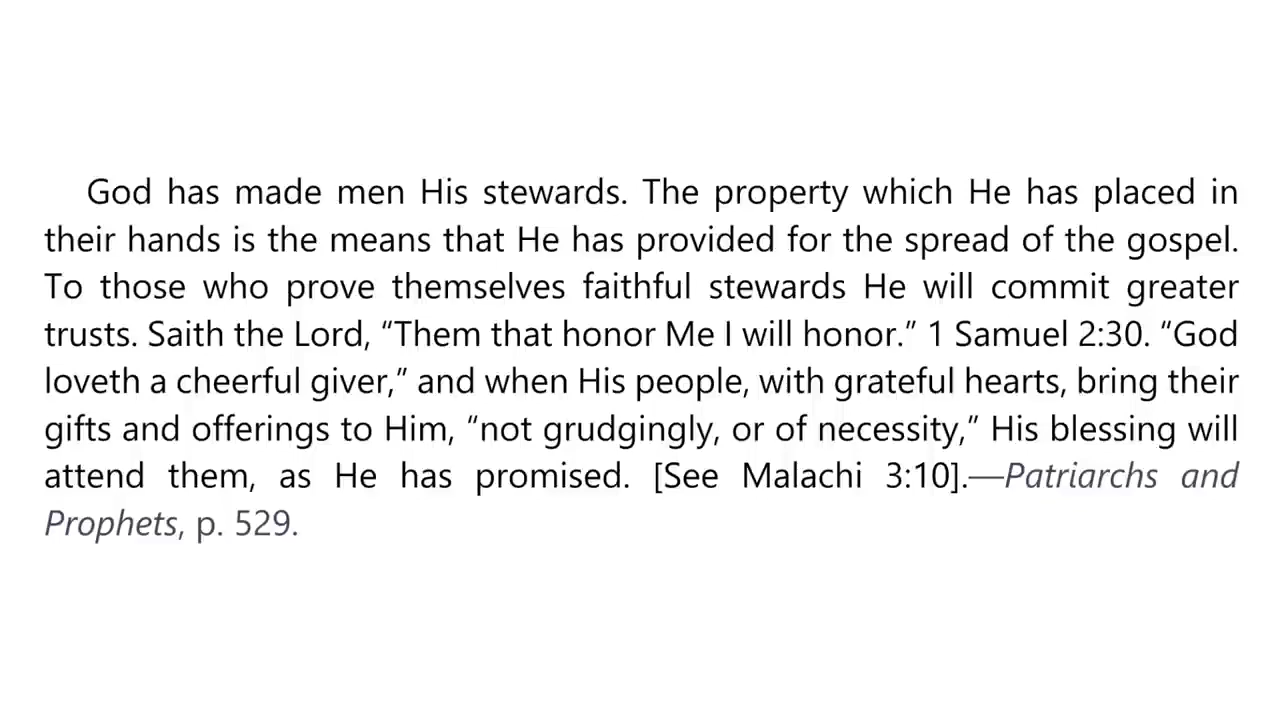 God has made men His stewards. The property which He has placed in
their hands is the means that He has provided for the spread of the gospel.
To those who prove themselves faithful stewards He will commit greater
trusts. Saith the Lord, “Them that honor Me I will honor.” 1 Samuel 2:30. “God
loveth a cheerful giver,” and when His people, with grateful hearts, bring their
gifts and offerings to Him, “not grudgingly, or of necessity,” His blessing will
attend them, as He has promised. [See Malachi 3:10].—Patriarchs and
Prophets, p. 529.